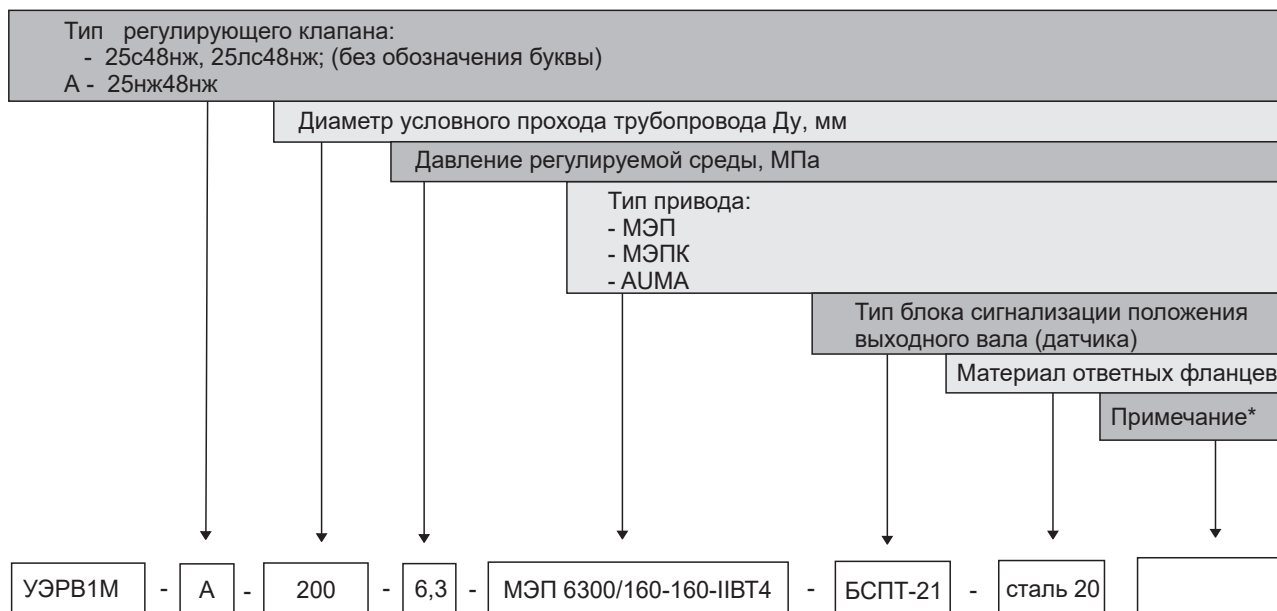 Тип регулирующего клапана:
- 25с48нж, 25лс48нж; (без обозначения буквы)
А - 25нж48нж
Диаметр условного прохода трубопровода Ду, мм
Давление регулируемой среды, МПа
Тип привода:
- МЭП
- МЭПК
- AUMA
Тип блока сигнализации положения
выходного вала (датчика)
Материал ответных фланцев
Примечание*
УЭРВ1М - А - 200 - 6,3 - МЭП 6300/160-160-IIВТ4 - БСПТ-21 - сталь 20